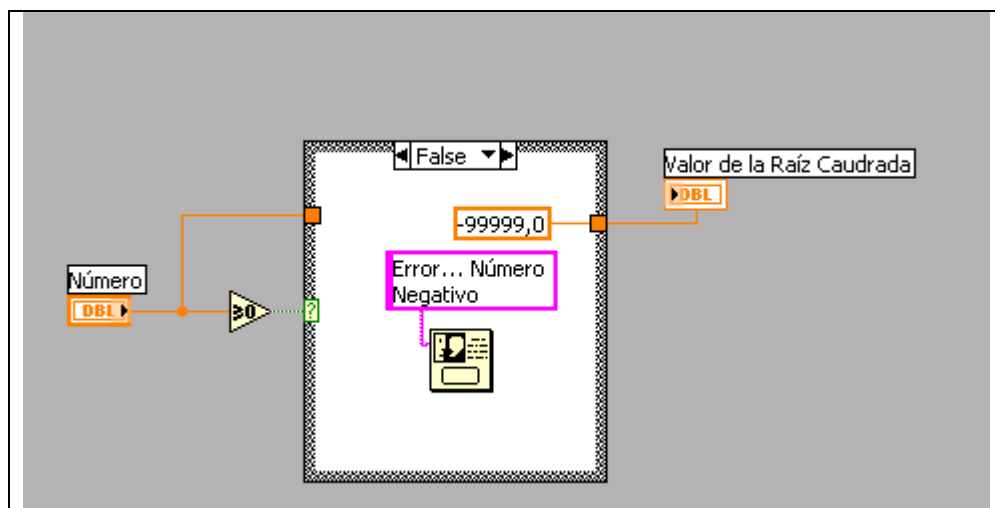 False
Valor de la Raíz Caudrada
DBL
-99999,0
Error... Número
Negativo
Número
DBL
≥0
?